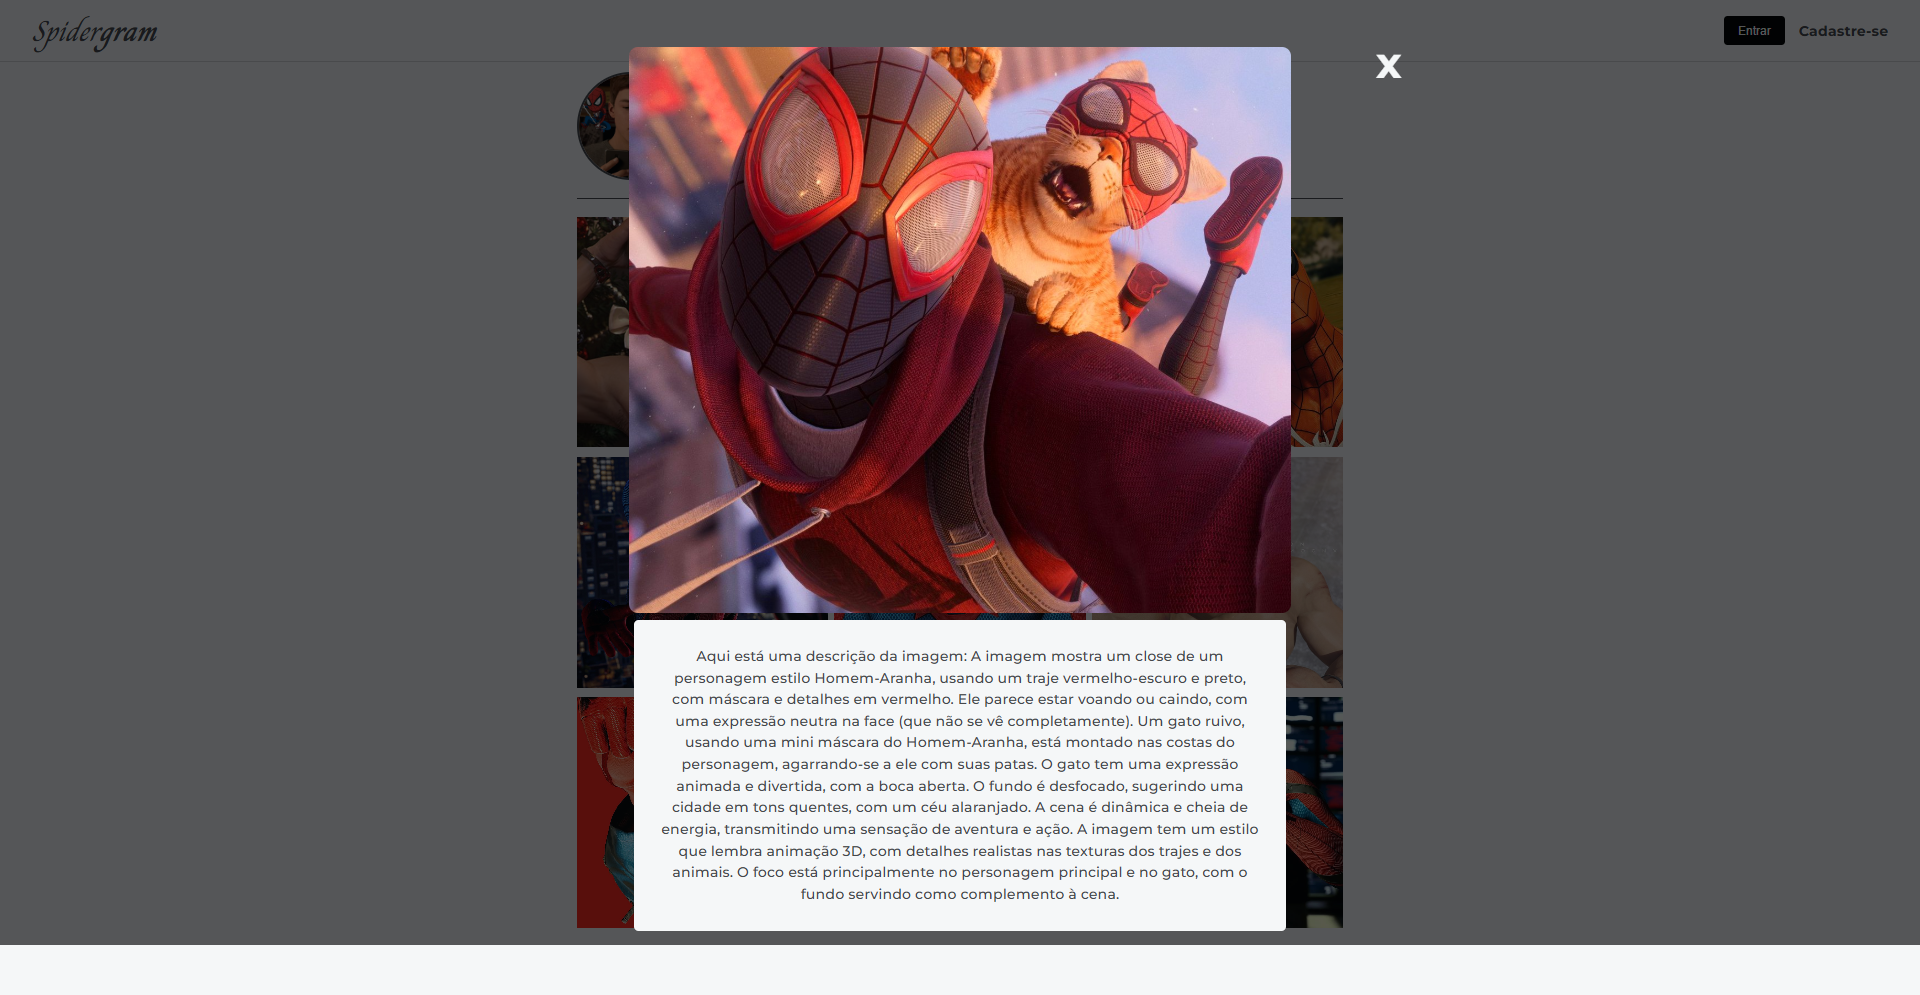 Spidergram
Entrar
Cadastre-se
X
Aqui está uma descrição da imagem: A imagem mostra um close de um
personagem estilo Homem-Aranha, usando um traje vermelho-escuro e preto,
com máscara e detalhes em vermelho. Ele parece estar voando ou caindo, com
uma expressão neutra na face (que não se vê completamente). Um gato ruivo,
usando uma mini máscara do Homem-Aranha, está montado nas costas do
personagem, agarrando-se a ele com suas patas. O gato tem uma expressão
animada e divertida, com a boca aberta. O fundo é desfocado, sugerindo uma
cidade em tons quentes, com um céu alaranjado. A cena é dinâmica e cheia de
energia, transmitindo uma sensação de aventura e ação. A imagem tem um estilo
que lembra animação 3D, com detalhes realistas nas texturas dos trajes e dos
animais. O foco está principalmente no personagem principal e no gato, com o
fundo servindo como complemento à cena.